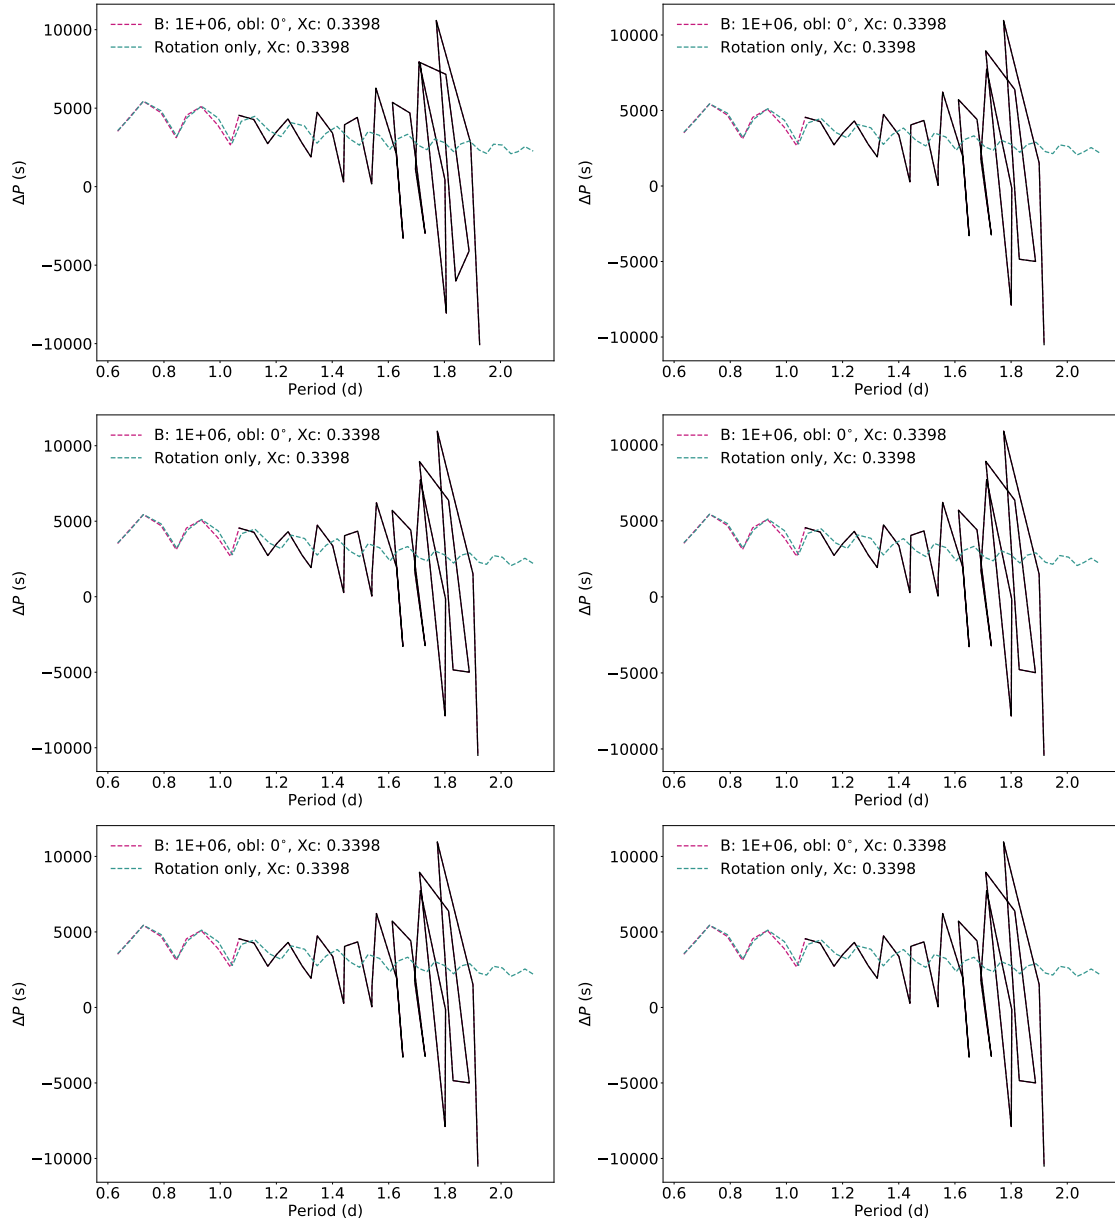 B: 1E+06, obl: 0°, Xc: 0.3398
Rotation only, Xc: 0.3398
10000
5000
0
−5000
−10000
ΔP (s)
0.6 0.8 1.0 1.2 1.4 1.6 1.8 2.0
Period (d)
B: 1E+06, obl: 0°, Xc: 0.3398
Rotation only, Xc: 0.3398
10000
5000
0
−5000
−10000
ΔP (s)
0.6 0.8 1.0 1.2 1.4 1.6 1.8 2.0
Period (d)
B: 1E+06, obl: 0°, Xc: 0.3398
Rotation only, Xc: 0.3398
10000
5000
0
−5000
−10000
ΔP (s)
0.6 0.8 1.0 1.2 1.4 1.6 1.8 2.0
Period (d)
B: 1E+06, obl: 0°, Xc: 0.3398
Rotation only, Xc: 0.3398
10000
5000
0
−5000
−10000
ΔP (s)
0.6 0.8 1.0 1.2 1.4 1.6 1.8 2.0
Period (d)
B: 1E+06, obl: 0°, Xc: 0.3398
Rotation only, Xc: 0.3398
10000
5000
0
−5000
−10000
ΔP (s)
0.6 0.8 1.0 1.2 1.4 1.6 1.8 2.0
Period (d)
B: 1E+06, obl: 0°, Xc: 0.3398
Rotation only, Xc: 0.3398
10000
5000
0
−5000
−10000
ΔP (s)
0.6 0.8 1.0 1.2 1.4 1.6 1.8 2.0
Period (d)